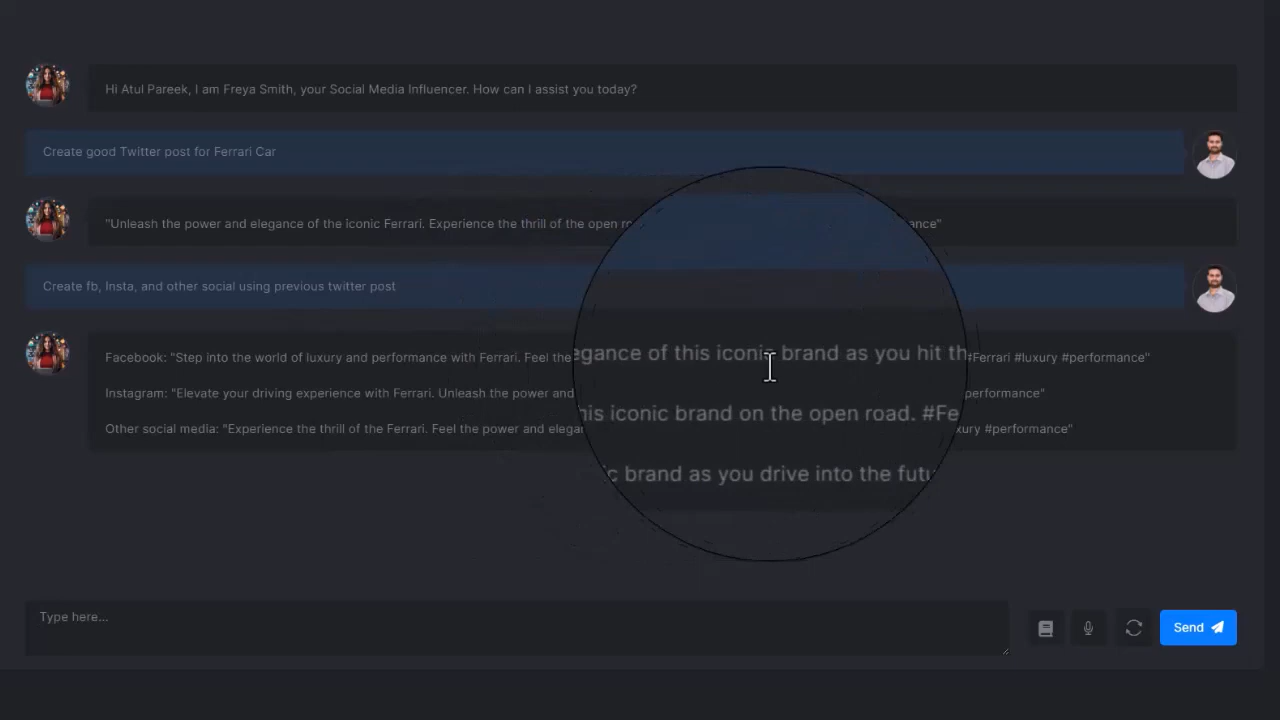 Hi Atul Pareek, I am Freya Smith, your Social Media Influencer. How can I assist you today?
Create good Twitter post for Ferrari Car
"Unleash the power and elegance of the iconic Ferrari. Experience the thrill of the open
Create fb, Insta, and other social using previous twitter post
Facebook: "Step into the world of luxury and performance with Ferrari. Feel the egance of this iconic brand as you hit th #Ferrari #luxury #performance"
Instagram: "Elevate your driving experience with Ferrari. Unleash the power and his iconic brand on the open road. #Fe performance"
Other social media: "Experience the thrill of the Ferrari. Feel the power and elega c brand as you drive into the futu xury #performance"
Type here...
Send